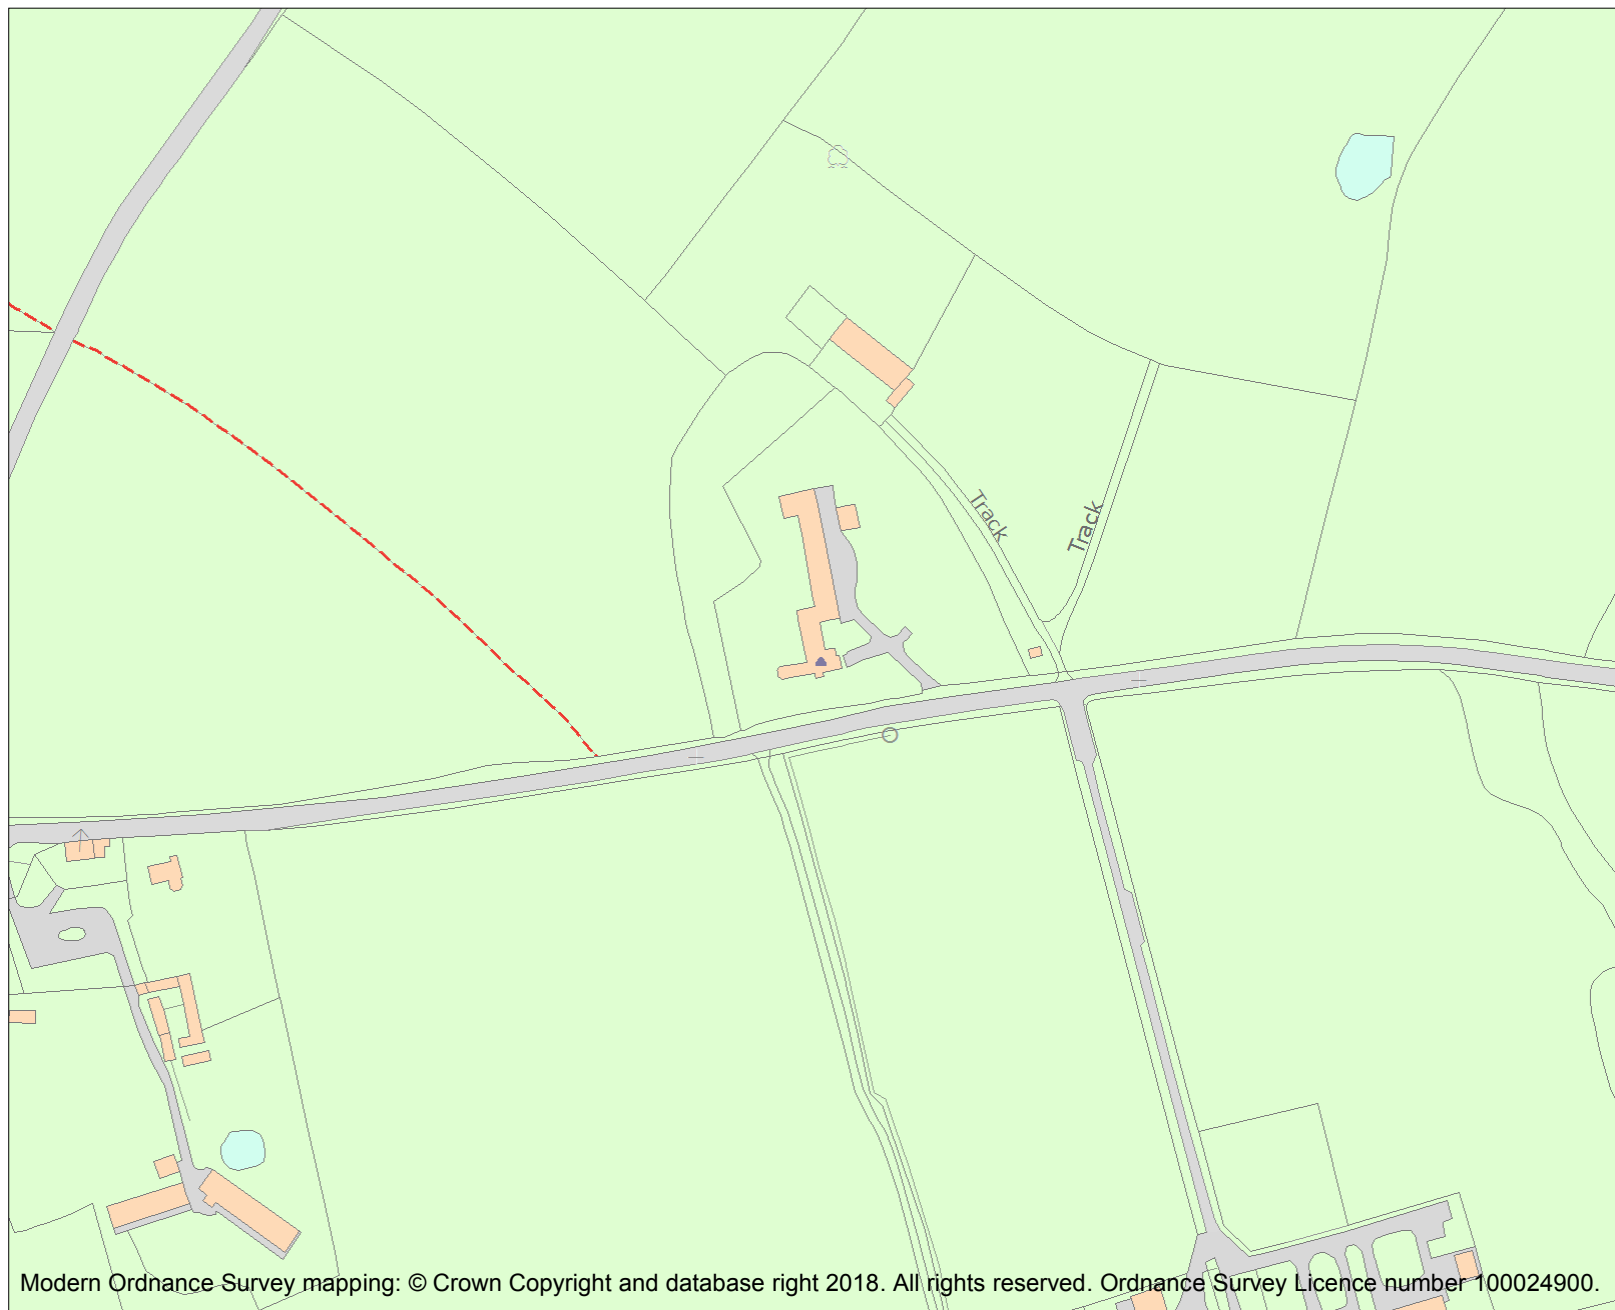 Track
Track
Modern Ordnance Survey mapping: © Crown Copyright and database right 2018. All rights reserved. Ordnance Survey Licence number 100024900.